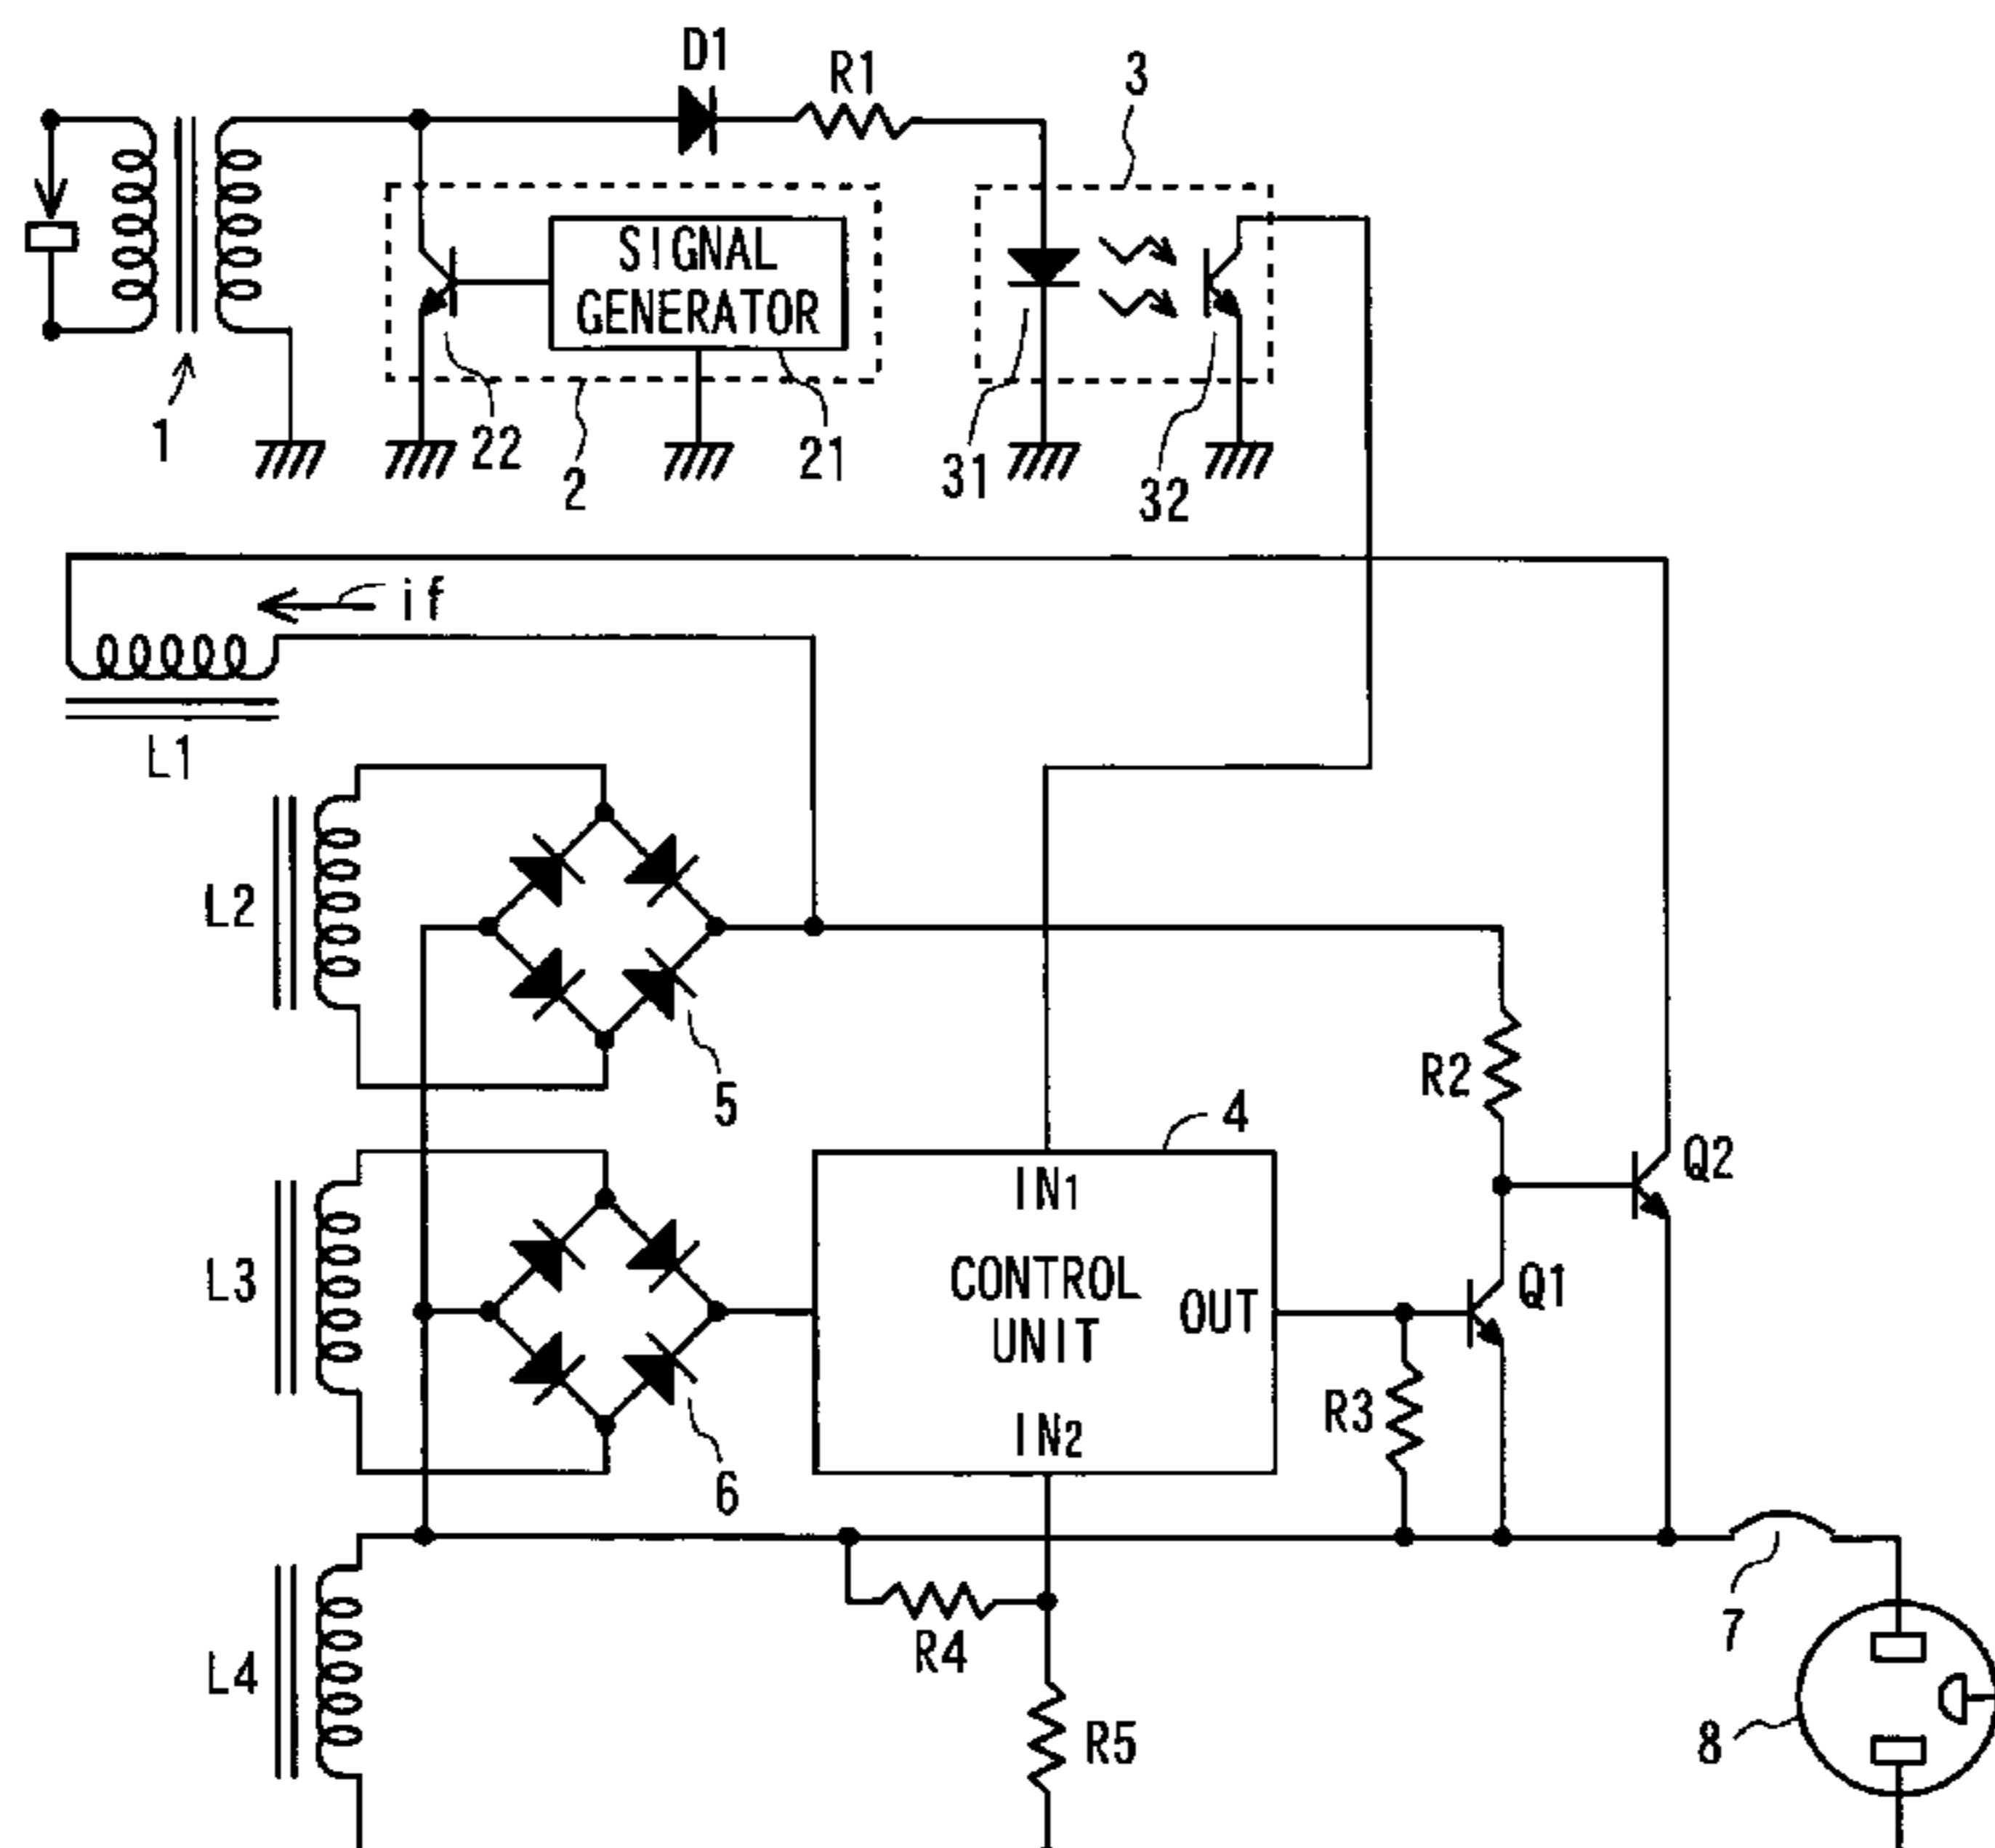 D1
R1
3
SIGNAL
GENERATOR
1
22
2
21
31
32
if
L1
L2
5
R2
4
Q2
IN1
L3
CONTROL
UNIT
OUT
Q1
R3
IN2
6
R4
7
L4
R5
8